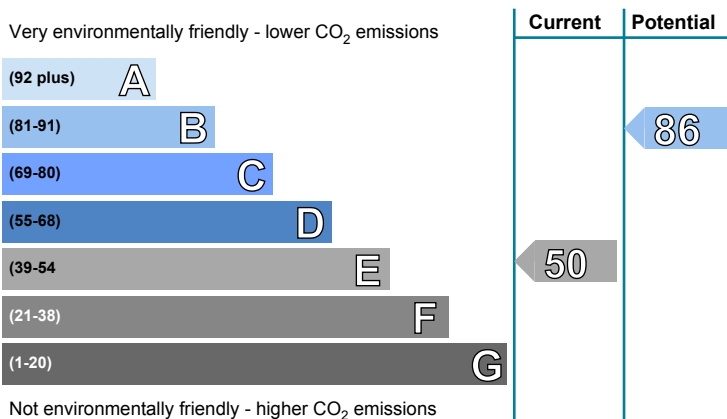 Very environmentally friendly - lower CO2 emissions
Current
Potential
(92 plus) A
(81-91) B
86
(69-80) C
(55-68) D
(39-54 E
50
(21-38) F
(1-20) G
Not environmentally friendly - higher CO2 emissions